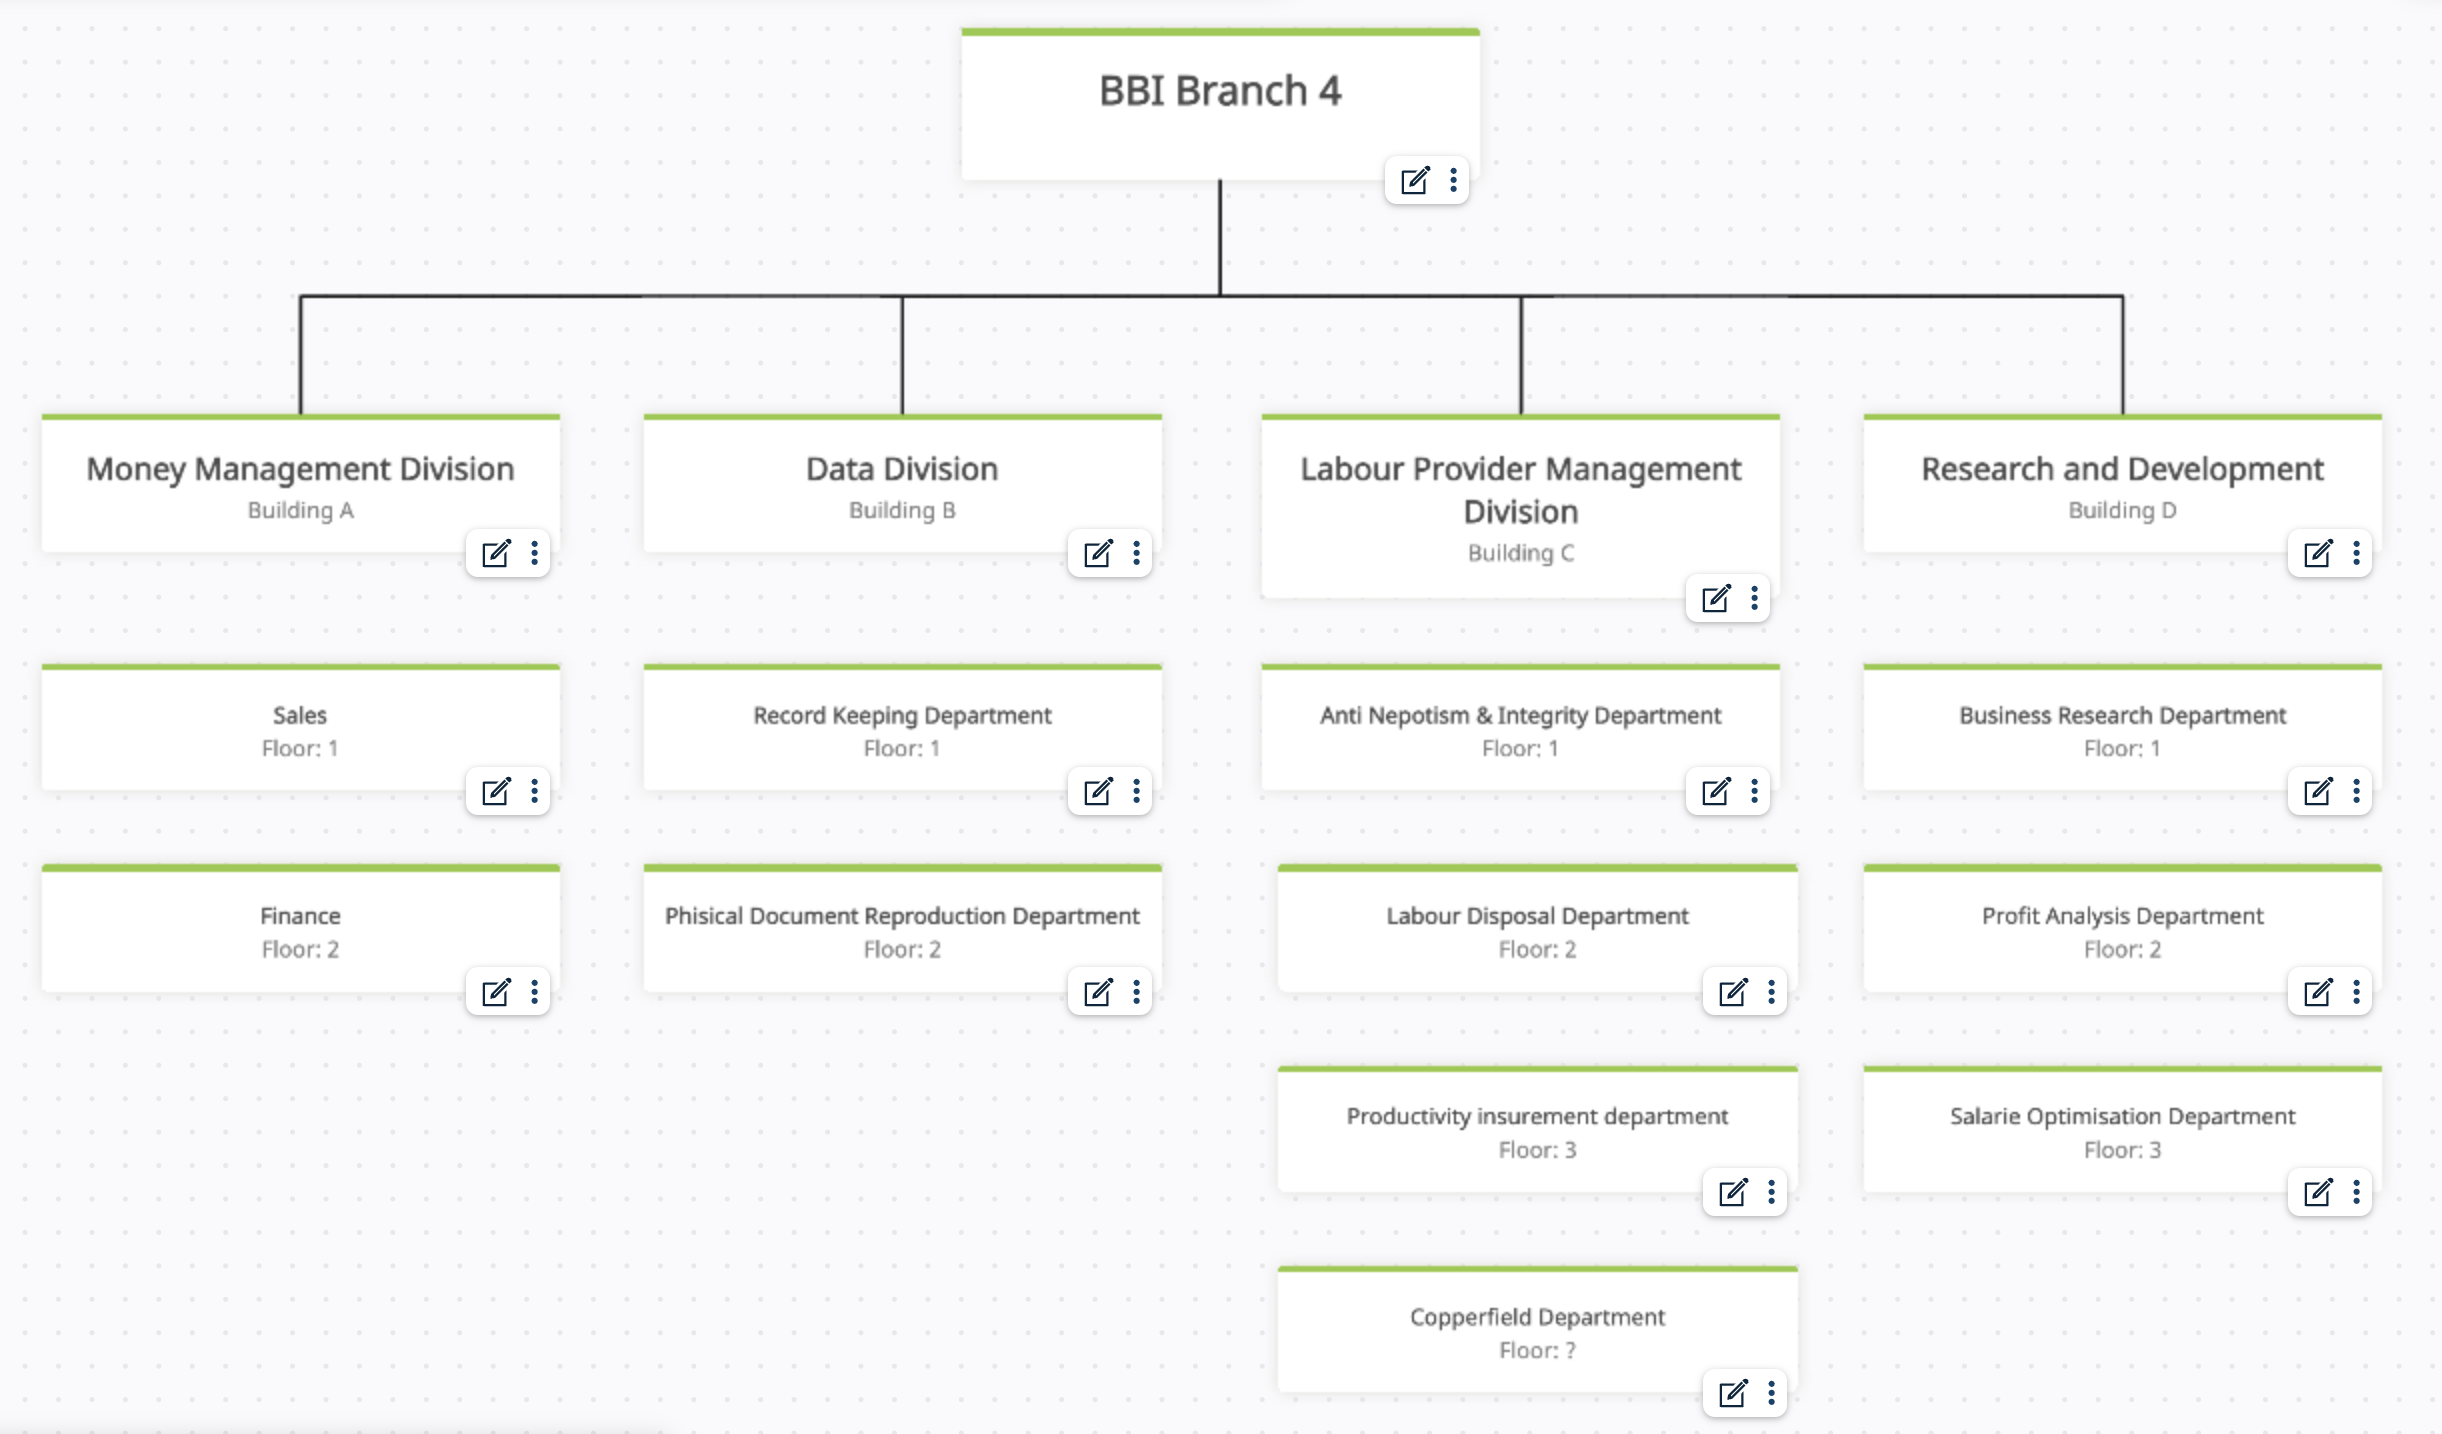 BBI Branch 4
Money Management Division
Building A
Data Division
Building B
Labour Provider Management
Division
Building C
Research and Development
Building D
Sales
Floor: 1
Record Keeping Department
Floor: 1
Anti Nepotism & Integrity Department
Floor: 1
Business Research Department
Floor: 1
Finance
Floor: 2
Phisical Document Reproduction Department
Floor: 2
Labour Disposal Department
Floor: 2
Profit Analysis Department
Floor: 2
Productivity insurement department
Floor: 3
Salarie Optimisation Department
Floor: 3
Copperfield Department
Floor: ?